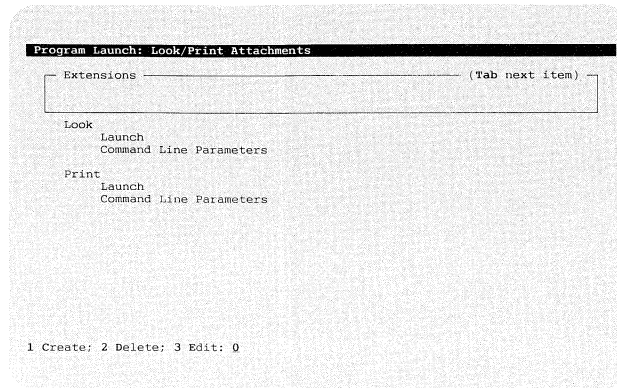 Program Launch: Look/Print Attachments
Extensions (Tab next item)
Look
Launch
Command Line Parameters
Print
Launch
Command Line Parameters
1 Create; 2 Delete; 3 Edit: 0